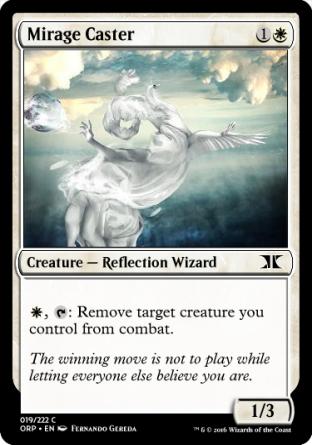 Mirage Caster 1
Creature — Reflection Wizard
, : Remove target creature you
control from combat.
The winning move is not to play while
letting everyone else believe you are.
1/3
019/222 C
ORP • EN FERNANDO GEREDA
™ & © 2016 Wizards of the Coast